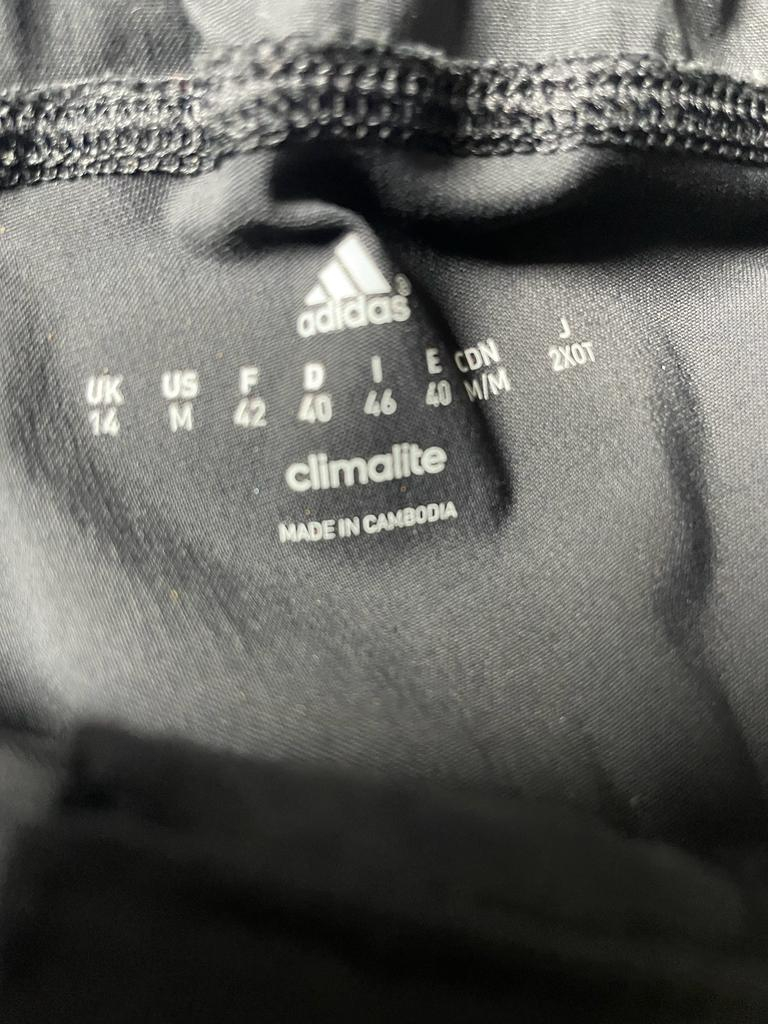 adidas®
UK US F D I E CDN J
14 M 42 40 46 40 M/M 2XOT
climalite
MADE IN CAMBODIA